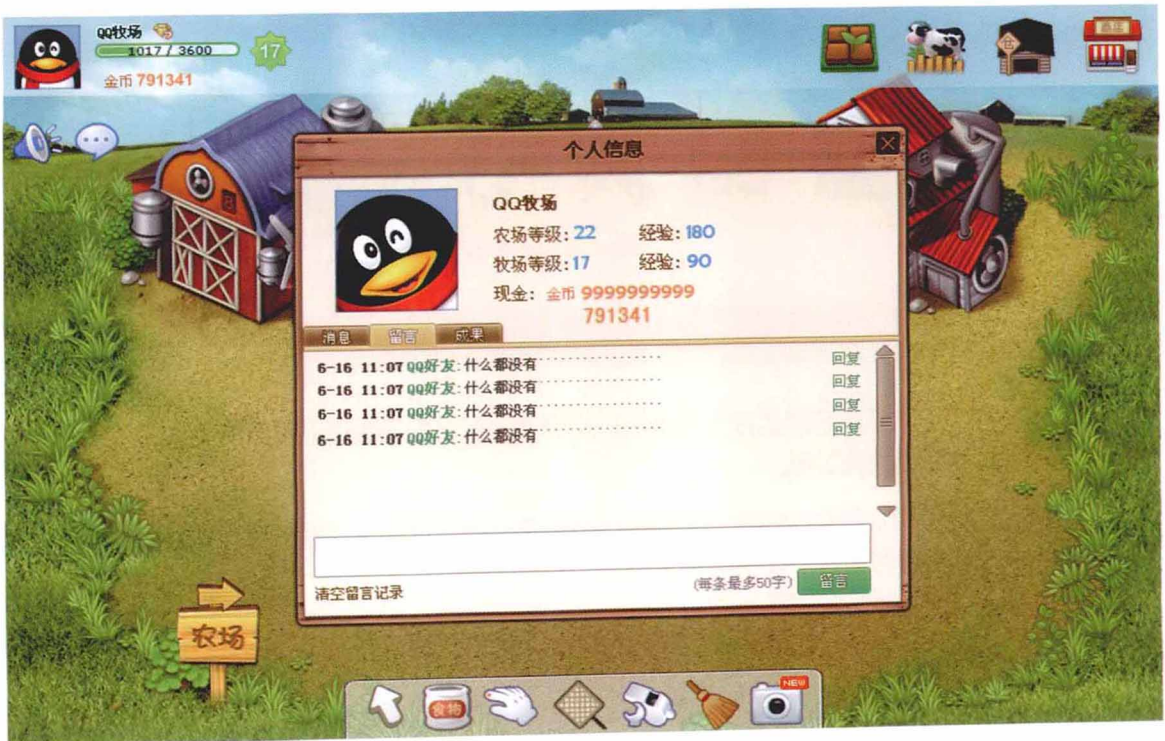 QQ牧场
1017 / 3600
17
金币 791341
仓
商店
个人信息
QQ牧场
农场等级: 22 经验: 180
牧场等级: 17 经验: 90
现金: 金币 9999999999
791341
消息 留言 成果
6-16 11:07 QQ好友: 什么都没有·················· 回复
6-16 11:07 QQ好友: 什么都没有·················· 回复
6-16 11:07 QQ好友: 什么都没有·················· 回复
6-16 11:07 QQ好友: 什么都没有·················· 回复
清空留言记录 (每条最多50字) 留言
农场
食物
NEW